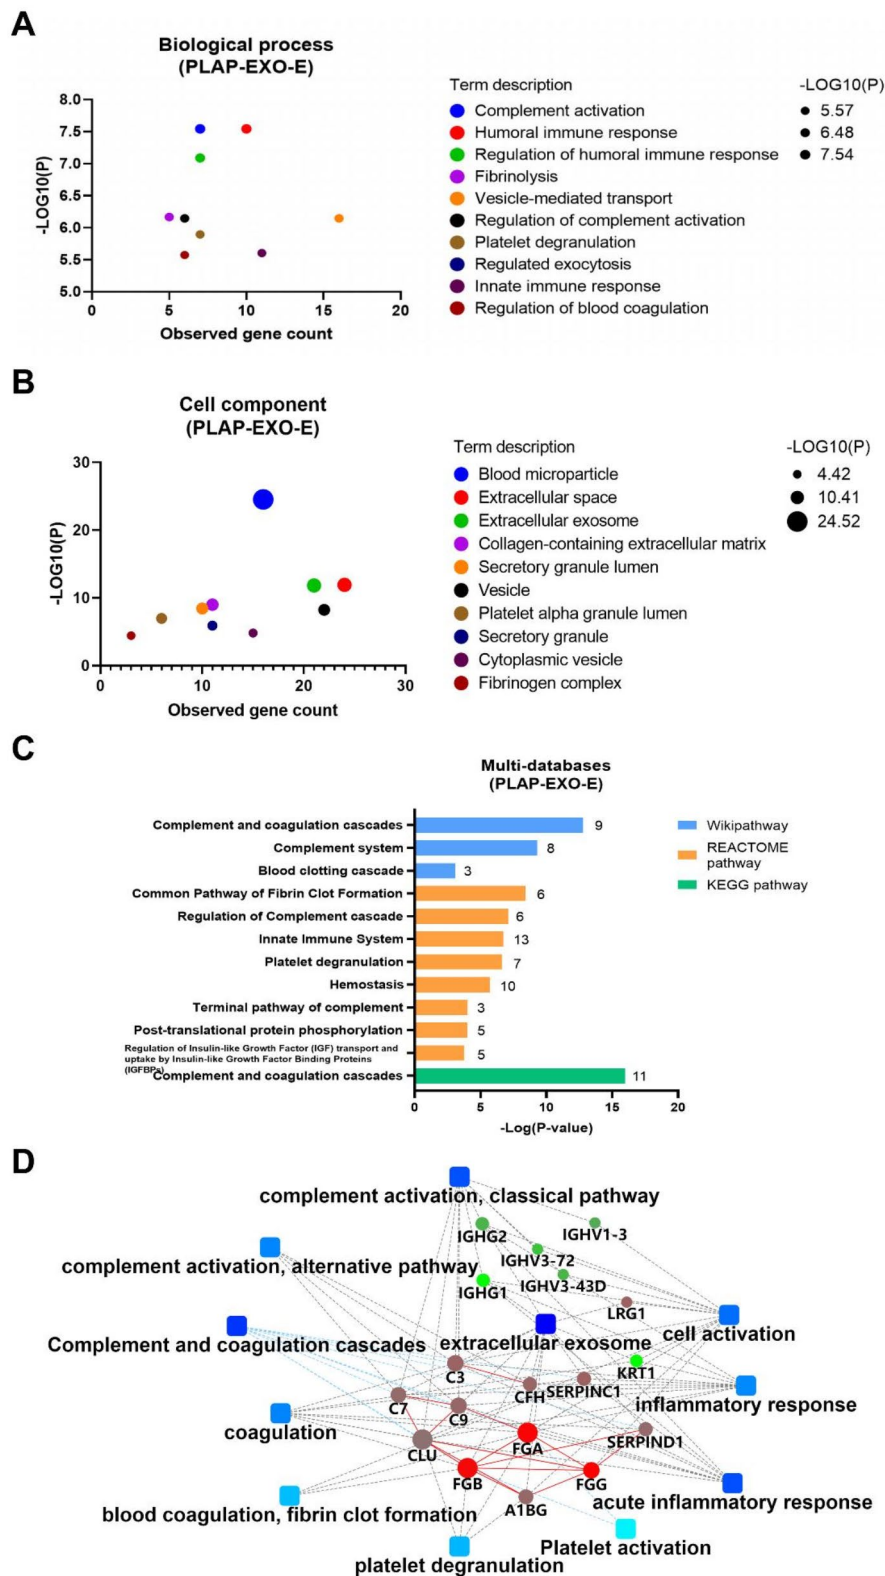 A
Biological process
(PLAP-EXO-E)
-LOG10(P)
8.0
7.5
7.0
6.5
6.0
5.5
5.0
0
5
10
15
20
Observed gene count
Term description
Complement activation
Humoral immune response
Regulation of humoral immune response
Fibrinolysis
Vesicle-mediated transport
Regulation of complement activation
Platelet degranulation
Regulated exocytosis
Innate immune response
Regulation of blood coagulation
-LOG10(P)
5.57
6.48
7.54
B
Cell component
(PLAP-EXO-E)
-LOG10(P)
30
20
10
0
0
10
20
30
Observed gene count
Term description
Blood microparticle
Extracellular space
Extracellular exosome
Collagen-containing extracellular matrix
Secretory granule lumen
Vesicle
Platelet alpha granule lumen
Secretory granule
Cytoplasmic vesicle
Fibrinogen complex
-LOG10(P)
4.42
10.41
24.52
C
Multi-databases
(PLAP-EXO-E)
Complement and coagulation cascades 9
Complement system 8
Blood clotting cascade 3
Common Pathway of Fibrin Clot Formation 6
Regulation of Complement cascade 6
Innate Immune System 13
Platelet degranulation 7
Hemostasis 10
Terminal pathway of complement 3
Post-translational protein phosphorylation 5
Regulation of Insulin-like Growth Factor (IGF) transport and
uptake by Insulin-like Growth Factor Binding Proteins 5
(IGFBPs)
Complement and coagulation cascades 11
0
5
10
15
20
-Log(P-value)
Wikipathway
REACTOME
pathway
KEGG pathway
D
complement activation, classical pathway
IGHG2
IGHV1-3
IGHV3-72
complement activation, alternative pathway
IGHV3-43D
IGHG1
LRG1
cell activation
Complement and coagulation cascades
extracellular exosome
KRT1
C3
CFH
SERPINC1
inflammatory response
C7
C9
coagulation
SERPIND1
FGA
CLU
FGB
FGG
acute inflammatory response
A1BG
blood coagulation, fibrin clot formation
Platelet activation
platelet degranulation